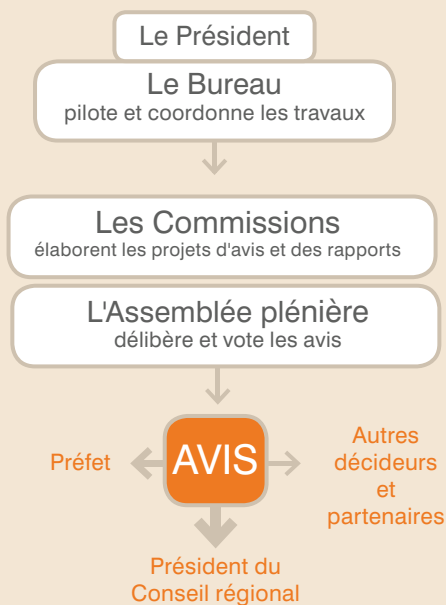 Le Président
Le Bureau
pilote et coordonne les travaux
Les Commissions
élaborent les projets d'avis et des rapports
L'Assemblée plénière
délibère et vote les avis
Préfet
AVIS
Autres
décideurs
et
partenaires
Président du
Conseil régional